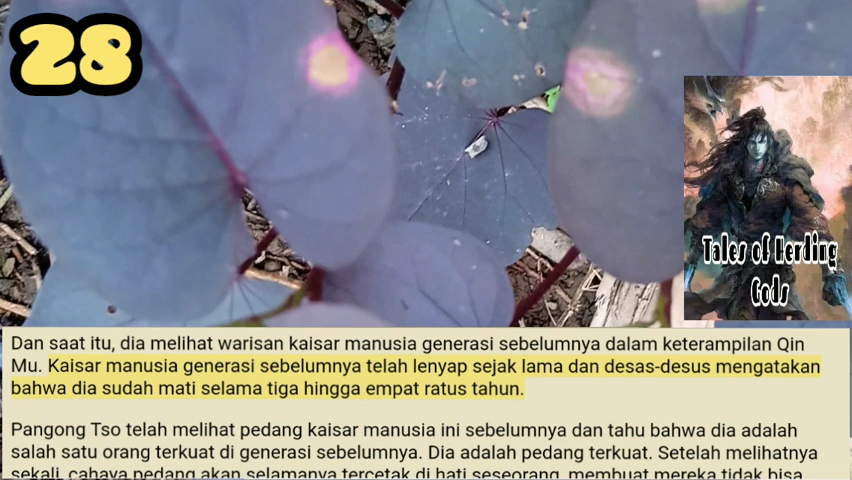 28
Tales of Herding
Gods
Dan saat itu, dia melihat warisan kaisar manusia generasi sebelumnya dalam keterampilan Qin
Mu. Kaisar manusia generasi sebelumnya telah lenyap sejak lama dan desas-desus mengatakan
bahwa dia sudah mati selama tiga hingga empat ratus tahun.
Pangong Tso telah melihat pedang kaisar manusia ini sebelumnya dan tahu bahwa dia adalah
salah satu orang terkuat di generasi sebelumnya. Dia adalah pedang terkuat. Setelah melihatnya
sekali, cahaya pedang akan selamanya tercetak di hati seseorang, membuat mereka tidak bisa